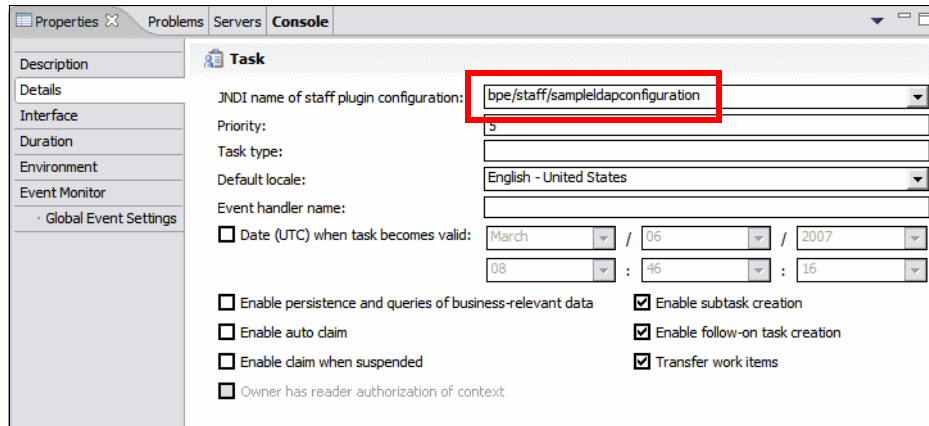 Properties Problems Servers Console
Description
Details
Interface
Duration
Environment
Event Monitor
· Global Event Settings
Task
JNDI name of staff plugin configuration: bpe/staff/sampleldapconfiguration
Priority: 5
Task type:
Default locale: English - United States
Event handler name:
Date (UTC) when task becomes valid: March / 06 / 2007
08 : 46 : 16
Enable persistence and queries of business-relevant data Enable subtask creation
Enable auto claim Enable follow-on task creation
Enable claim when suspended Transfer work items
Owner has reader authorization of context